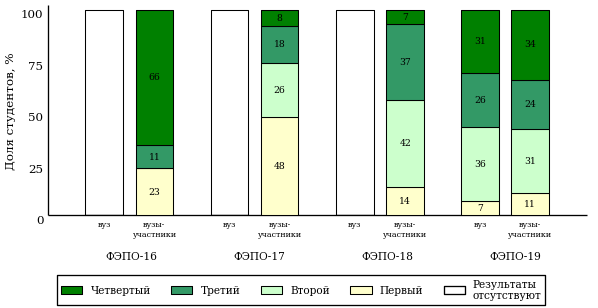 Доля студентов, %
100
75
50
25
0
66
11
23
8
18
26
48
7
37
42
14
31
26
36
7
34
24
31
11
вуз
вузы-
участники
вуз
вузы-
участники
вуз
вузы-
участники
вуз
вузы-
участники
ФЭПО-16
ФЭПО-17
ФЭПО-18
ФЭПО-19
Четвертый
Третий
Второй
Первый
Результаты
отсутствуют